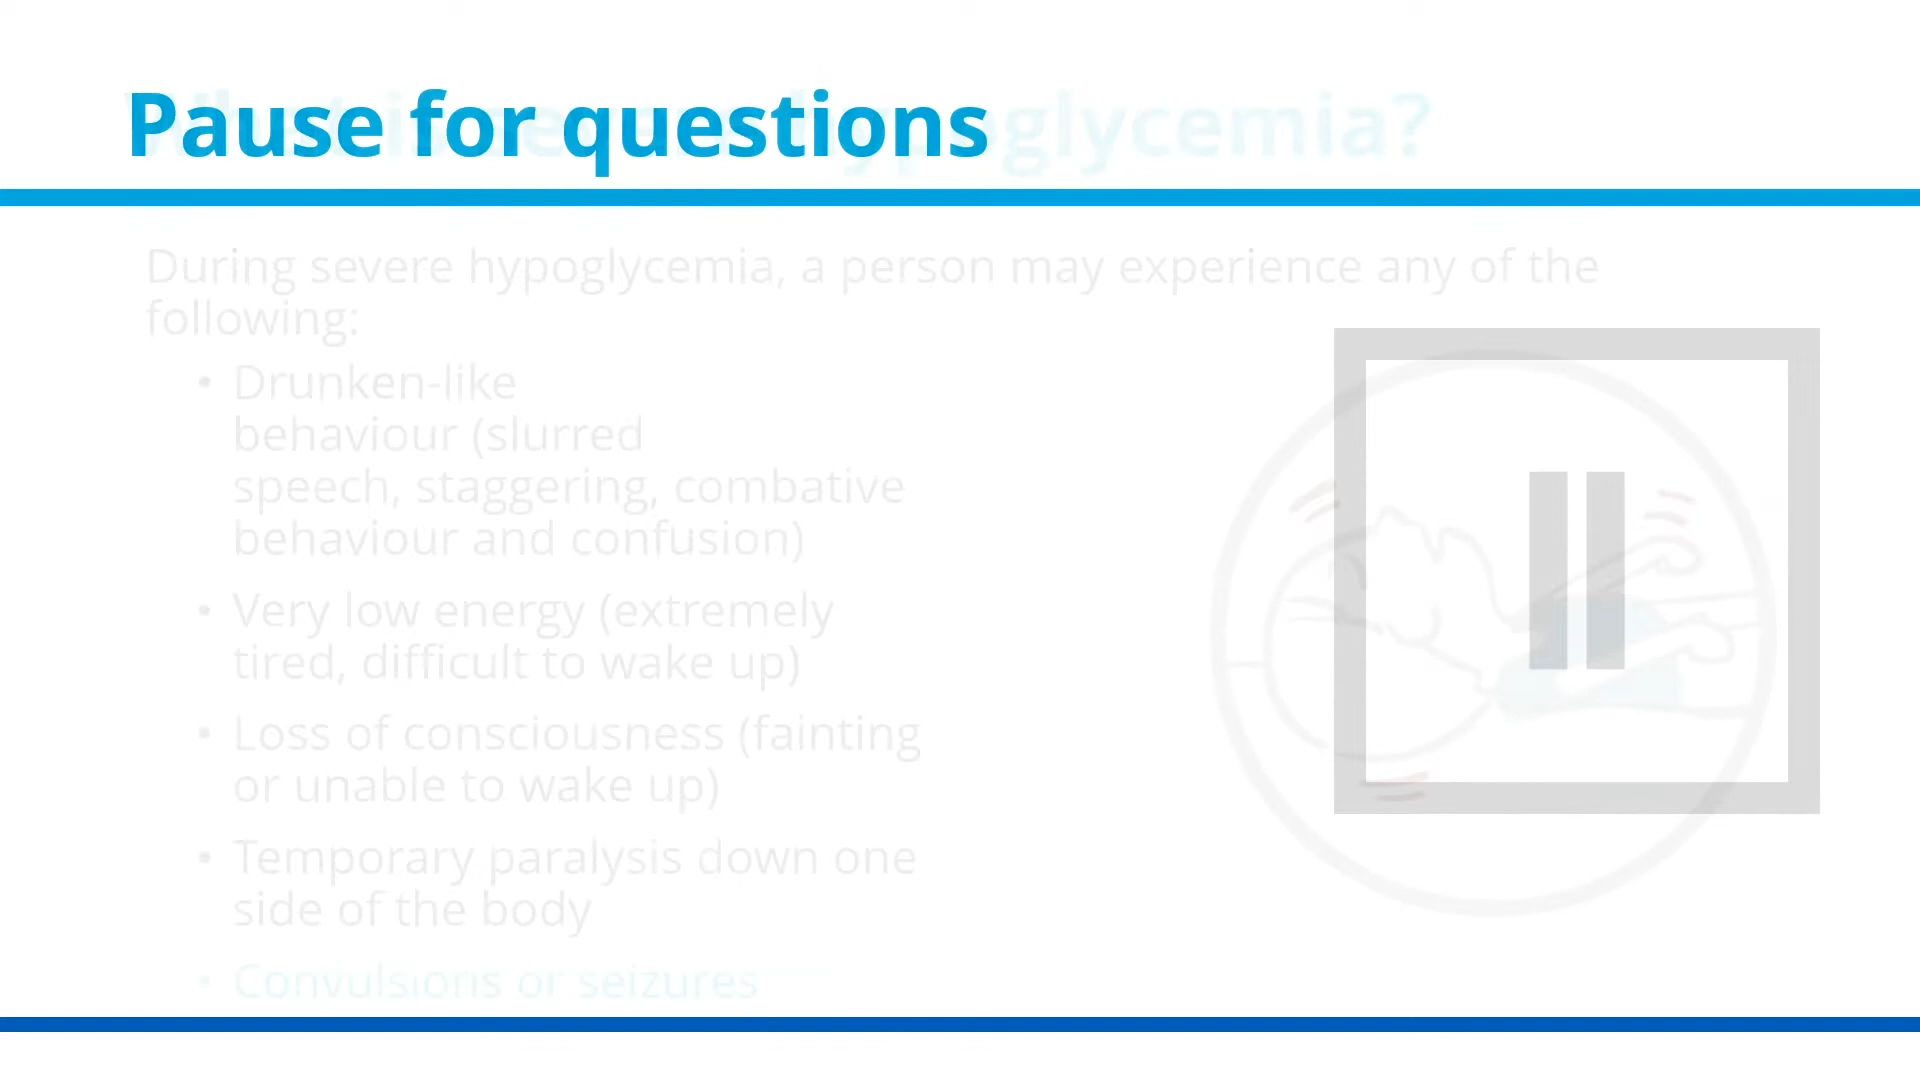 Pause for questions
glycemia?
During severe hypoglycemia, a person may experience any of the
following:
• Drunken-like
behaviour (slurred
speech, staggering, combative
behaviour and confusion)
• Very low energy (extremely
tired, difficult to wake up)
• Loss of consciousness (fainting
or unable to wake up)
• Temporary paralysis down one
side of the body
• Convulsions or seizures